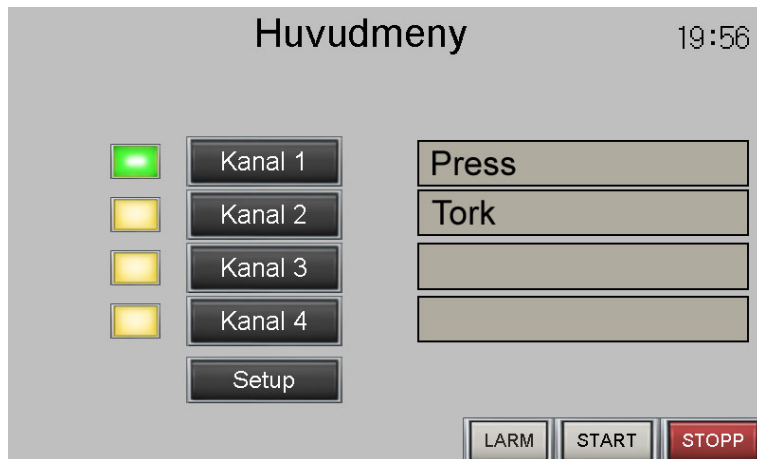 Huvudmeny 19:56
Kanal 1 Press
Kanal 2 Tork
Kanal 3
Kanal 4
Setup
LARM START STOPP